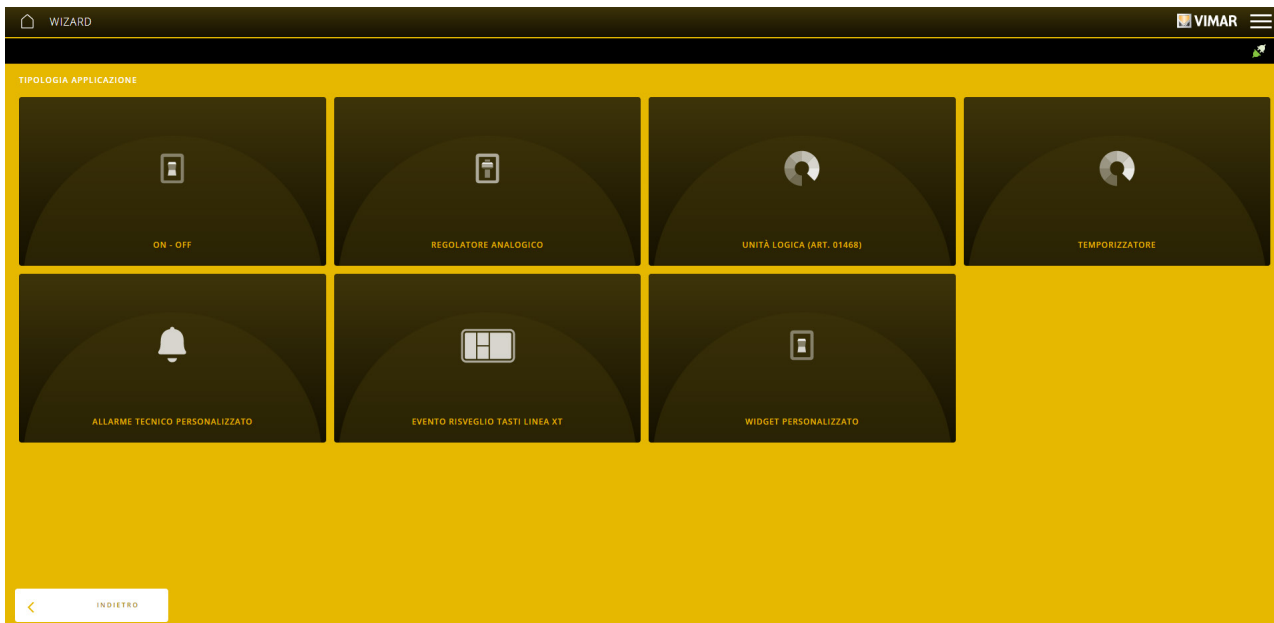 WIZARD
VIMAR
TIPOLOGIA APPLICAZIONE
ON - OFF
REGOLATORE ANALOGICO
UNITÀ LOGICA (ART. 01468)
TEMPORIZZATORE
ALLARME TECNICO PERSONALIZZATO
EVENTO RISVEGLIO TASTI LINEA XT
WIDGET PERSONALIZZATO
INDIETRO